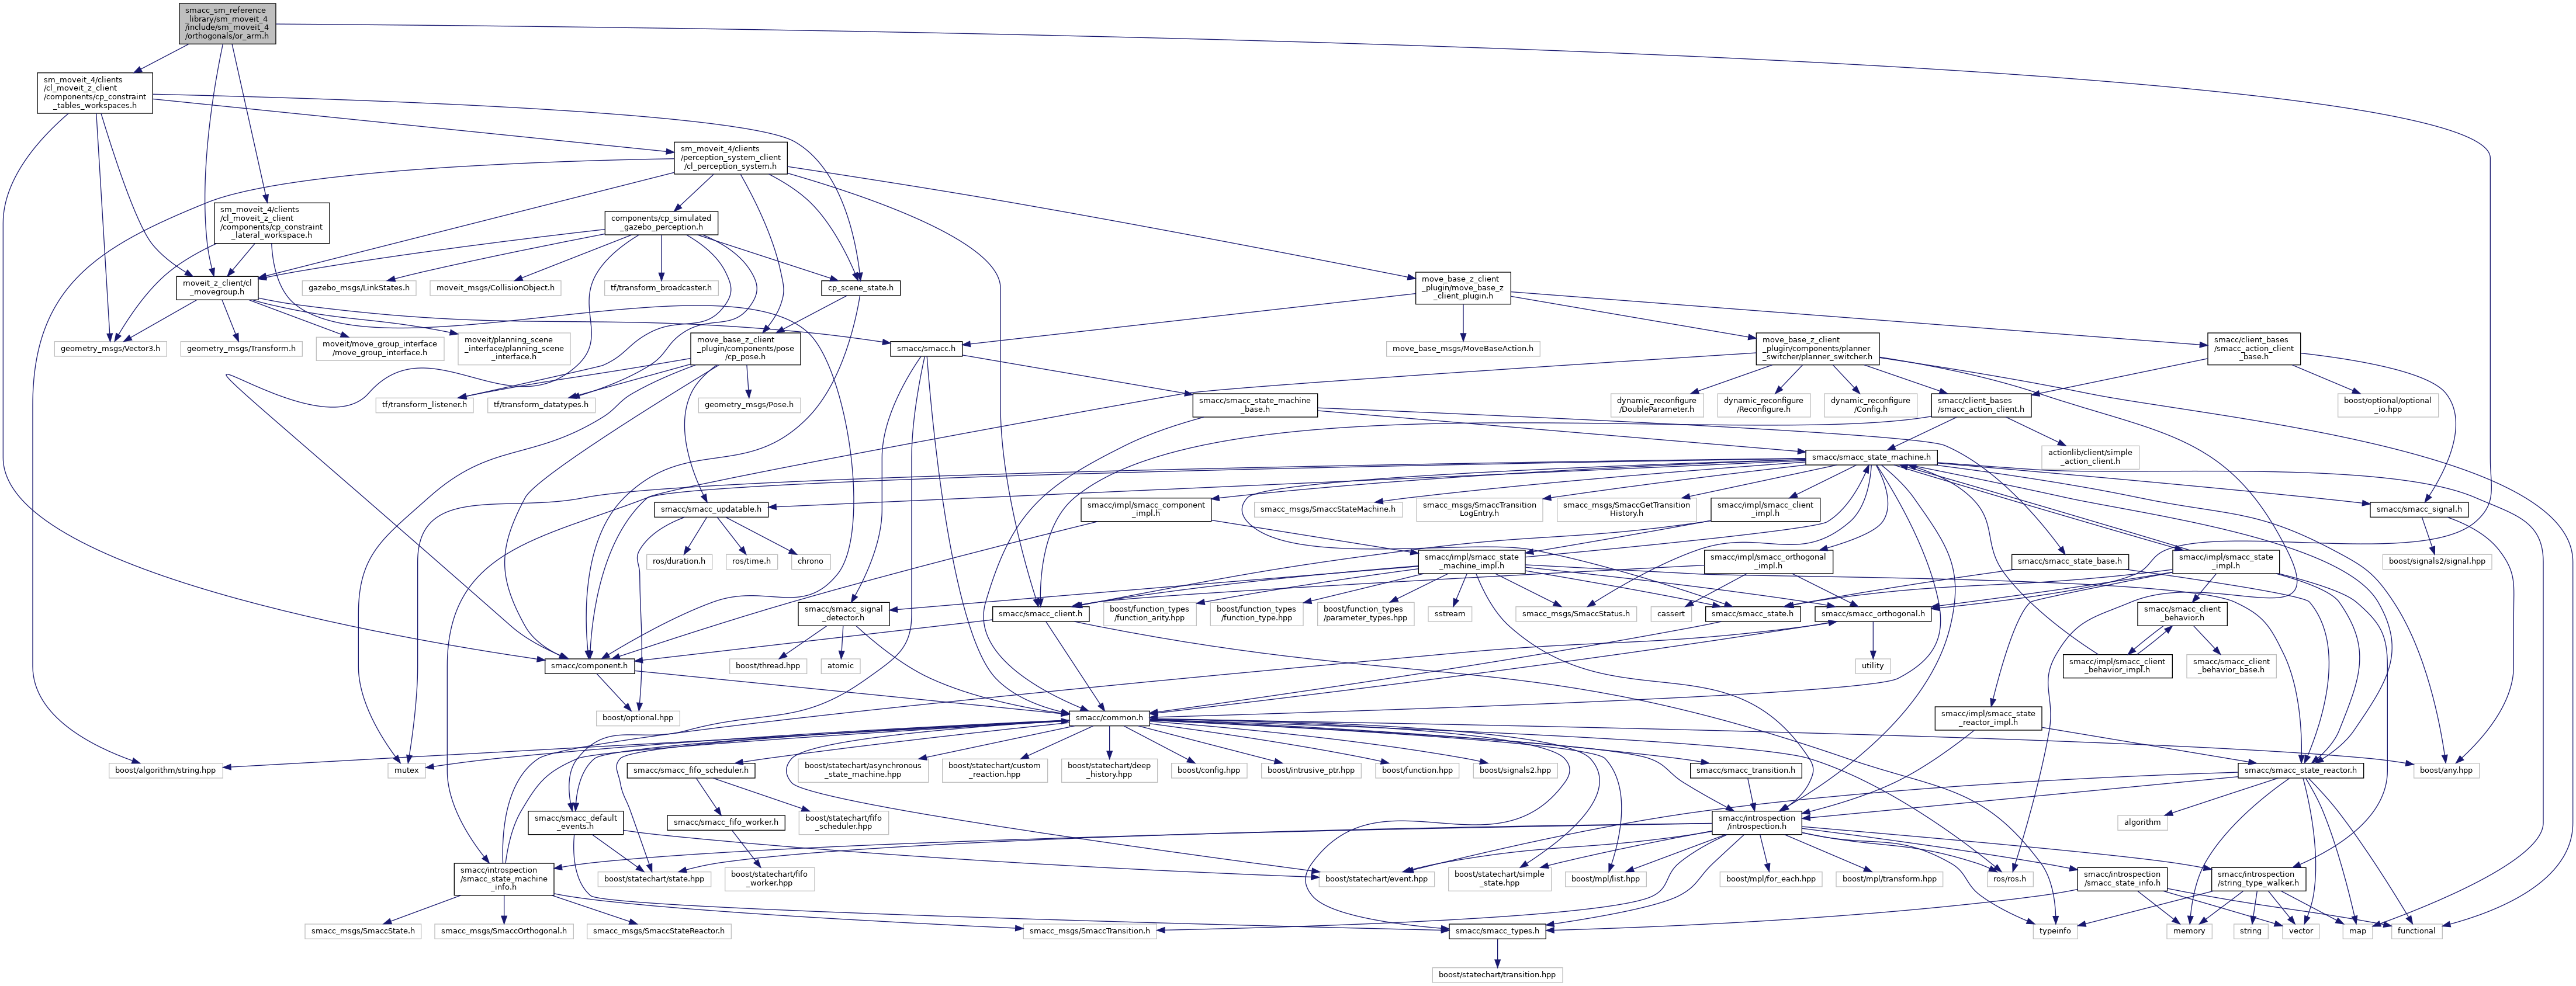 smacc_sm_reference
_library/sm_moveit_4
/include/sm_moveit_4
/orthogonals/or_arm.h
sm_moveit_4/clients
/cl_moveit_z_client
/components/cp_constraint
_tables_workspaces.h
sm_moveit_4/clients
/perception_system_client
/cl_perception_system.h
sm_moveit_4/clients
/cl_moveit_z_client
/components/cp_constraint
_lateral_workspace.h
components/cp_simulated
_gazebo_perception.h
moveit_z_client/cl
_movegroup.h
gazebo_msgs/LinkStates.h
moveit_msgs/CollisionObject.h
tf/transform_broadcaster.h
cp_scene_state.h
move_base_z_client
_plugin/move_base_z
_client_plugin.h
geometry_msgs/Vector3.h
geometry_msgs/Transform.h
moveit/move_group_interface
/move_group_interface.h
moveit/planning_scene
_interface/planning_scene
_interface.h
move_base_z_client
_plugin/components/pose
/cp_pose.h
smacc/smacc.h
move_base_msgs/MoveBaseAction.h
move_base_z_client
_plugin/components/planner
_switcher/planner_switcher.h
smacc/client_bases
/smacc_action_client
_base.h
tf/transform_listener.h
tf/transform_datatypes.h
geometry_msgs/Pose.h
smacc/smacc_state_machine
_base.h
dynamic_reconfigure
/DoubleParameter.h
dynamic_reconfigure
/Reconfigure.h
dynamic_reconfigure
/Config.h
smacc/client_bases
/smacc_action_client.h
boost/optional/optional
_io.hpp
smacc/smacc_state_machine.h
actionlib/client/simple
_action_client.h
smacc/smacc_updatable.h
smacc/impl/smacc_component
_impl.h
smacc_msgs/SmaccStateMachine.h
smacc_msgs/SmaccTransition
LogEntry.h
smacc_msgs/SmaccGetTransition
History.h
smacc/impl/smacc_client
_impl.h
smacc/smacc_signal.h
ros/duration.h
ros/time.h
chrono
smacc/impl/smacc_state
_machine_impl.h
smacc/impl/smacc_orthogonal
_impl.h
smacc/smacc_state_base.h
smacc/impl/smacc_state
_impl.h
boost/signals2/signal.hpp
smacc/smacc_signal
_detector.h
smacc/smacc_client.h
boost/function_types
/function_arity.hpp
boost/function_types
/function_type.hpp
boost/function_types
/parameter_types.hpp
sstream
smacc_msgs/SmaccStatus.h
cassert
smacc/smacc_state.h
smacc/smacc_orthogonal.h
smacc/smacc_client
_behavior.h
smacc/component.h
boost/thread.hpp
atomic
utility
smacc/impl/smacc_client
_behavior_impl.h
smacc/smacc_client
_behavior_base.h
boost/optional.hpp
smacc/common.h
smacc/impl/smacc_state
_reactor_impl.h
boost/algorithm/string.hpp
mutex
smacc/smacc_fifo_scheduler.h
boost/statechart/asynchronous
_state_machine.hpp
boost/statechart/custom
_reaction.hpp
boost/statechart/deep
_history.hpp
boost/config.hpp
boost/intrusive_ptr.hpp
boost/function.hpp
boost/signals2.hpp
smacc/smacc_transition.h
smacc/smacc_state_reactor.h
boost/any.hpp
smacc/smacc_default
_events.h
smacc/smacc_fifo_worker.h
boost/statechart/fifo
_scheduler.hpp
smacc/introspection
/introspection.h
algorithm
smacc/introspection
/smacc_state_machine
_info.h
boost/statechart/state.hpp
boost/statechart/fifo
_worker.hpp
boost/statechart/event.hpp
boost/statechart/simple
_state.hpp
boost/mpl/list.hpp
boost/mpl/for_each.hpp
boost/mpl/transform.hpp
ros/ros.h
smacc/introspection
/smacc_state_info.h
smacc/introspection
/string_type_walker.h
smacc_msgs/SmaccState.h
smacc_msgs/SmaccOrthogonal.h
smacc_msgs/SmaccStateReactor.h
smacc_msgs/SmaccTransition.h
smacc/smacc_types.h
typeinfo
memory
string
vector
map
functional
boost/statechart/transition.hpp